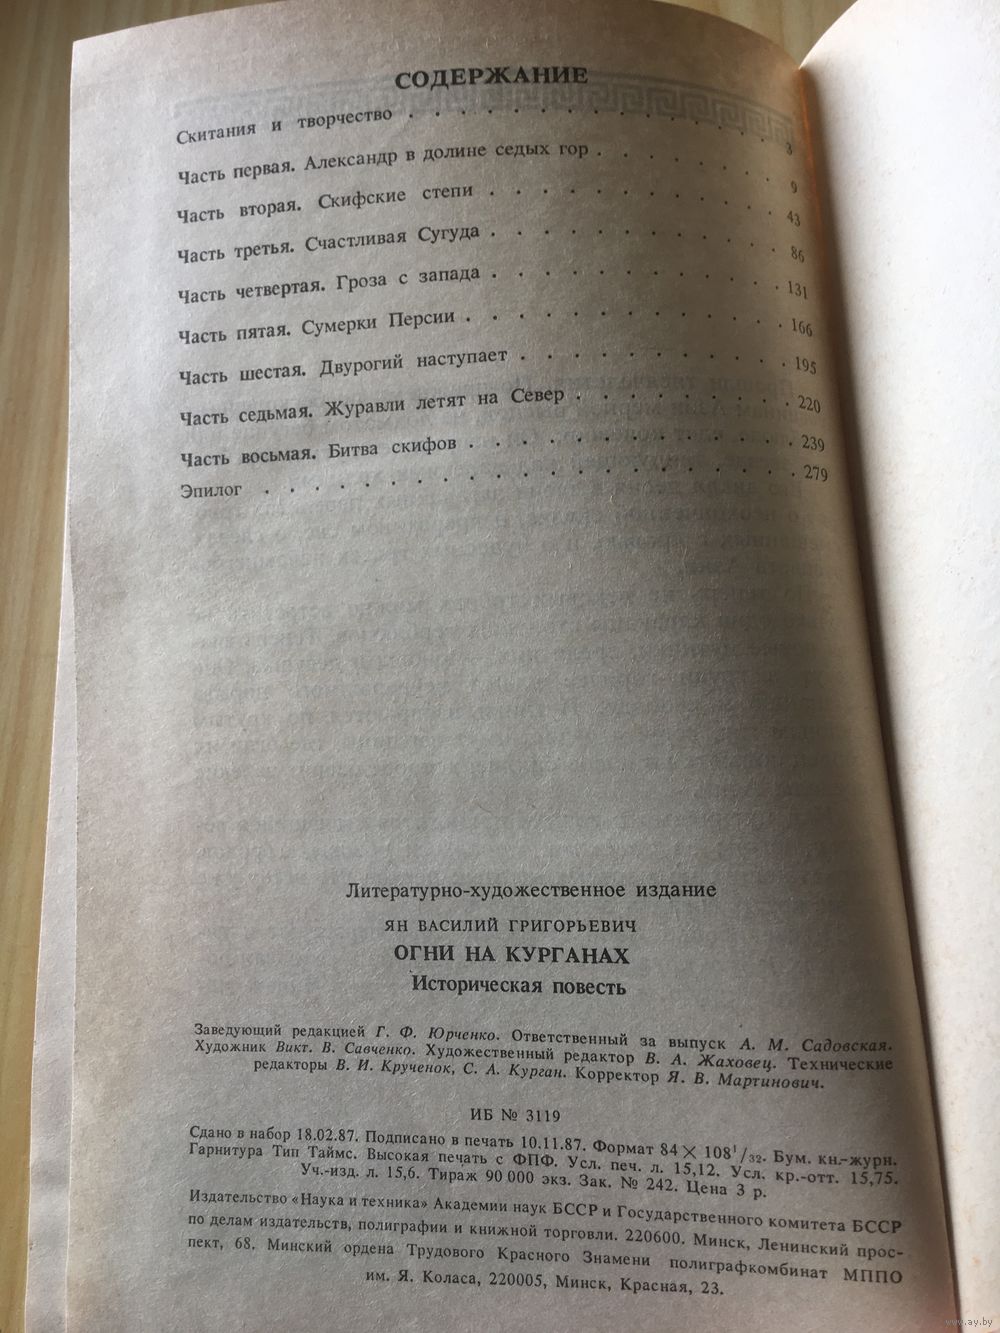 СОДЕРЖАНИЕ
Скитания и творчество . . . . . . . . . . . . . 3
Часть первая. Александр в долине седых гор . . . . . . . 9
Часть вторая. Скифские степи . . . . . . . . . . 43
Часть третья. Счастливая Сугуда . . . . . . . . . . 86
Часть четвертая. Гроза с запада . . . . . . . . . . 131
Часть пятая. Сумерки Персии . . . . . . . . . . . 166
Часть шестая. Двурогий наступает . . . . . . . . . . 195
Часть седьмая. Журавли летят на Север . . . . . . . . 220
Часть восьмая. Битва скифов . . . . . . . . . . . 239
Эпилог . . . . . . . . . . . . . . . . . . 279
Литературно-художественное издание
ЯН ВАСИЛИЙ ГРИГОРЬЕВИЧ
ОГНИ НА КУРГАНАХ
Историческая повесть
Заведующий редакцией Г. Ф. Юрченко. Ответственный за выпуск А. М. Садовская.
Художник Викт. В. Савченко. Художественный редактор В. А. Жаховец. Технические
редакторы В. И. Крученок, С. А. Курган. Корректор Я. В. Мартинович.
ИБ № 3119
Сдано в набор 18.02.87. Подписано в печать 10.11.87. Формат 84 × 108¹/₃₂. Бум. кн.-журн.
Гарнитура Тип Таймс. Высокая печать с ФПФ. Усл. печ. л. 15,12. Усл. кр.-отт. 15,75.
Уч.-изд. л. 15,6. Тираж 90 000 экз. Зак. № 242. Цена 3 р.
Издательство «Наука и техника» Академии наук БССР и Государственного комитета БССР
по делам издательств, полиграфии и книжной торговли. 220600. Минск, Ленинский прос-
пект, 68. Минский ордена Трудового Красного Знамени полиграфкомбинат МППО
им. Я. Коласа, 220005, Минск, Красная, 23.
www.ay.by